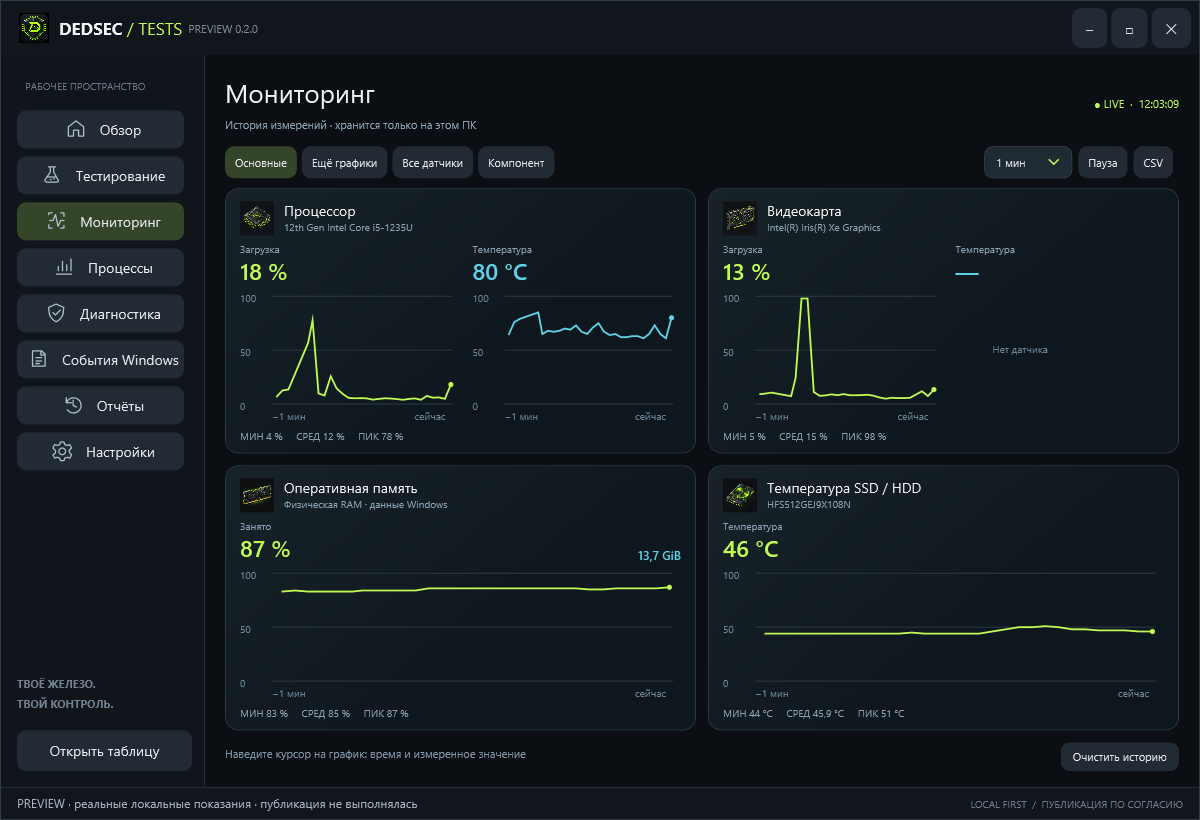 DEDSEC / TESTS PREVIEW 0.2.0
РАБОЧЕЕ ПРОСТРАНСТВО
Обзор
Тестирование
Мониторинг
Процессы
Диагностика
События Windows
Отчёты
Настройки
ТВОЁ ЖЕЛЕЗО.
ТВОЙ КОНТРОЛЬ.
Открыть таблицу
Мониторинг
История измерений · хранится только на этом ПК
LIVE · 12:03:09
Основные Ещё графики Все датчики Компонент
1 мин Пауза CSV
Процессор
12th Gen Intel Core i5-1235U
Загрузка Температура
18 % 80 °C
100 100
50 50
0 0
−1 мин сейчас −1 мин сейчас
МИН 4 % СРЕД 12 % ПИК 78 %
Видеокарта
Intel(R) Iris(R) Xe Graphics
Загрузка Температура
13 % —
100
50 Нет датчика
0
−1 мин сейчас
МИН 5 % СРЕД 15 % ПИК 98 %
Оперативная память
Физическая RAM · данные Windows
Занято
87 % 13,7 GiB
100
50
0
−1 мин сейчас
МИН 83 % СРЕД 85 % ПИК 87 %
Температура SSD / HDD
HFS512GEJ9X108N
Температура
46 °C
100
50
0
−1 мин сейчас
МИН 44 °C СРЕД 45,9 °C ПИК 51 °C
Наведите курсор на график: время и измеренное значение
Очистить историю
PREVIEW · реальные локальные показания · публикация не выполнялась
LOCAL FIRST / ПУБЛИКАЦИЯ ПО СОГЛАСИЮ